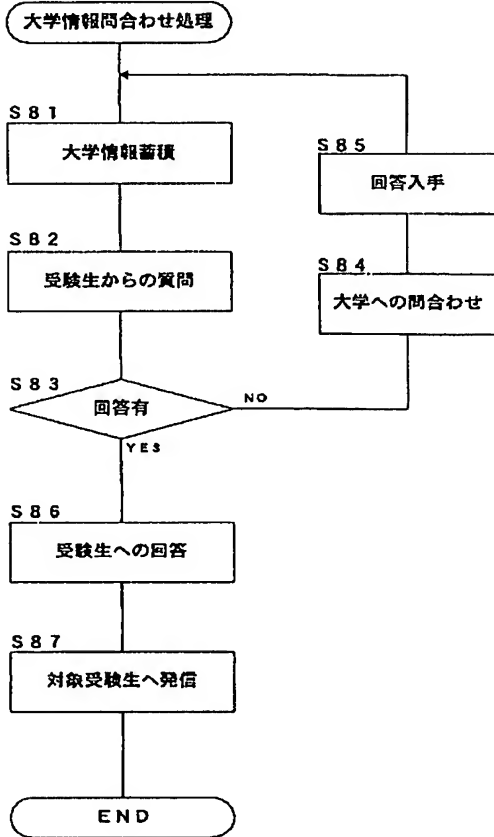 大学情報問合わせ処理
S81
大学情報蓄積
S82
受験生からの質問
S83
回答有
NO
YES
S84
大学への問合わせ
S85
回答入手
S86
受験生への回答
S87
対象受験生へ発信
END